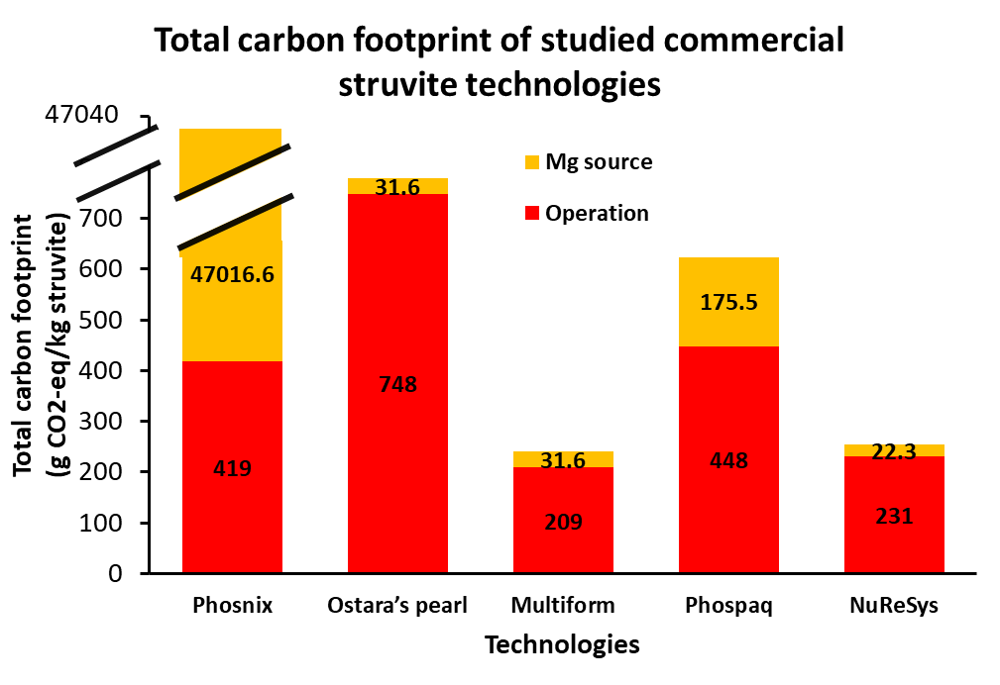 Total carbon footprint of studied commercial
struvite technologies
47040
700
600
500
400
300
200
100
0
Total carbon footprint
(g CO2-eq/kg struvite)
Mg source
Operation
47016.6
419
31.6
748
31.6
209
175.5
448
22.3
231
Phosnix
Ostara’s pearl
Multiform
Phospaq
NuReSys
Technologies